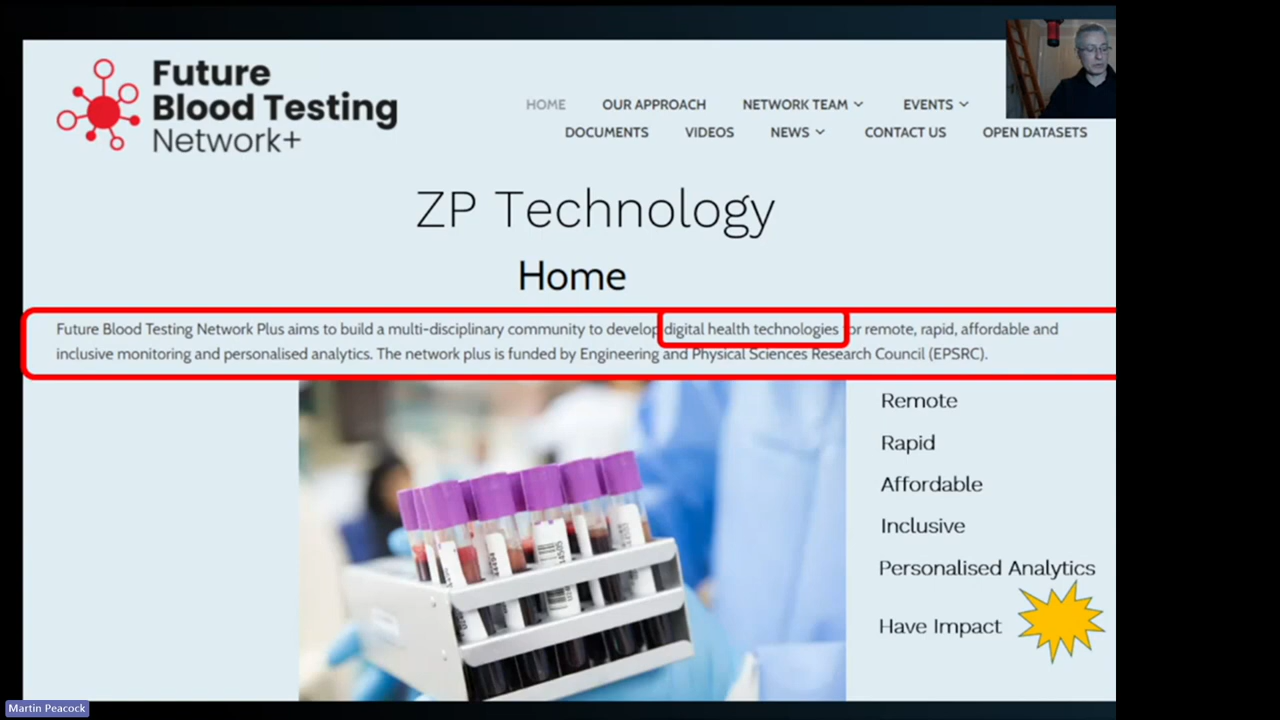 Future
Blood Testing
Network+
HOME OUR APPROACH NETWORK TEAM EVENTS
DOCUMENTS VIDEOS NEWS CONTACT US OPEN DATASETS
ZP Technology
Home
Future Blood Testing Network Plus aims to build a multi-disciplinary community to develop digital health technologies for remote, rapid, affordable and
inclusive monitoring and personalised analytics. The network plus is funded by Engineering and Physical Sciences Research Council (EPSRC).
Remote
Rapid
Affordable
Inclusive
Personalised Analytics
Have Impact
Martin Peacock